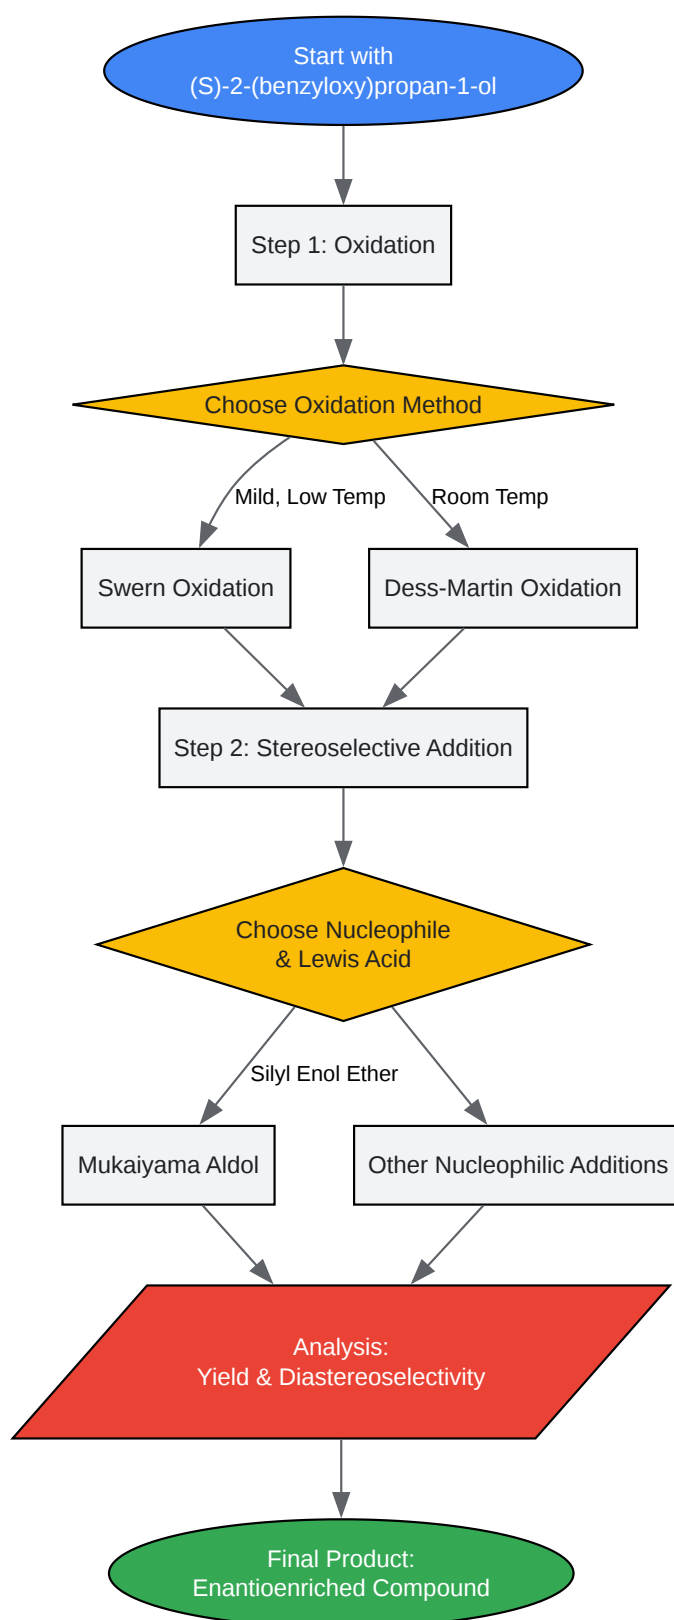 Start with
(S)-2-(benzyloxy)propan-1-ol
Step 1: Oxidation
Choose Oxidation Method
Mild, Low Temp
Room Temp
Swern Oxidation
Dess-Martin Oxidation
Step 2: Stereoselective Addition
Choose Nucleophile
& Lewis Acid
Silyl Enol Ether
Mukaiyama Aldol
Other Nucleophilic Additions
Analysis:
Yield & Diastereoselectivity
Final Product:
Enantioenriched Compound